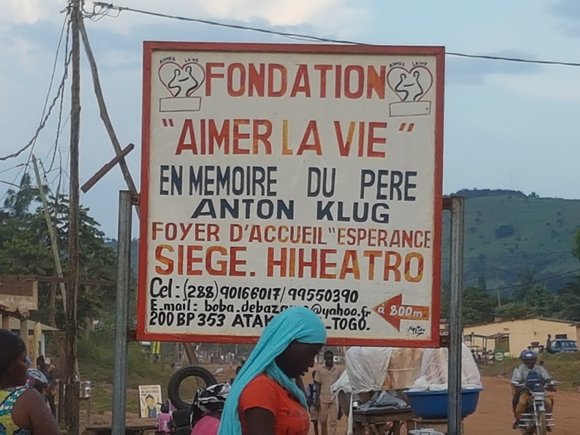 AIMER LA VIE AIMER LA VIE
FONDATION
"AIMER LA VIE"
EN MEMOIRE DU PERE
ANTON KLUG
FOYER D'ACCUEIL "ESPERANCE
SIEGE. HIHEATRO
Cel : (288) 90166017 / 99550390
E.mail : boba.debaza @yahoo.fr
à 800m
200 BP 353 ATAK -TOGO.